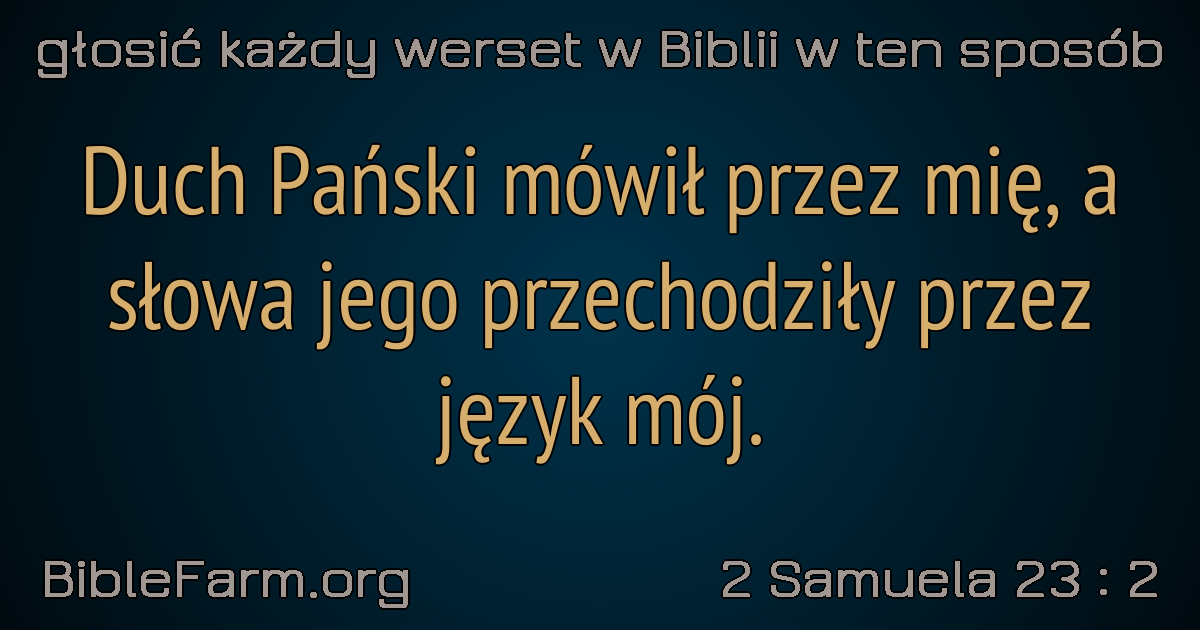 głosić każdy werset w Biblii w ten sposób
Duch Pański mówił przez mię, a
słowa jego przechodziły przez
język mój.
BibleFarm.org
2 Samuela 23 : 2